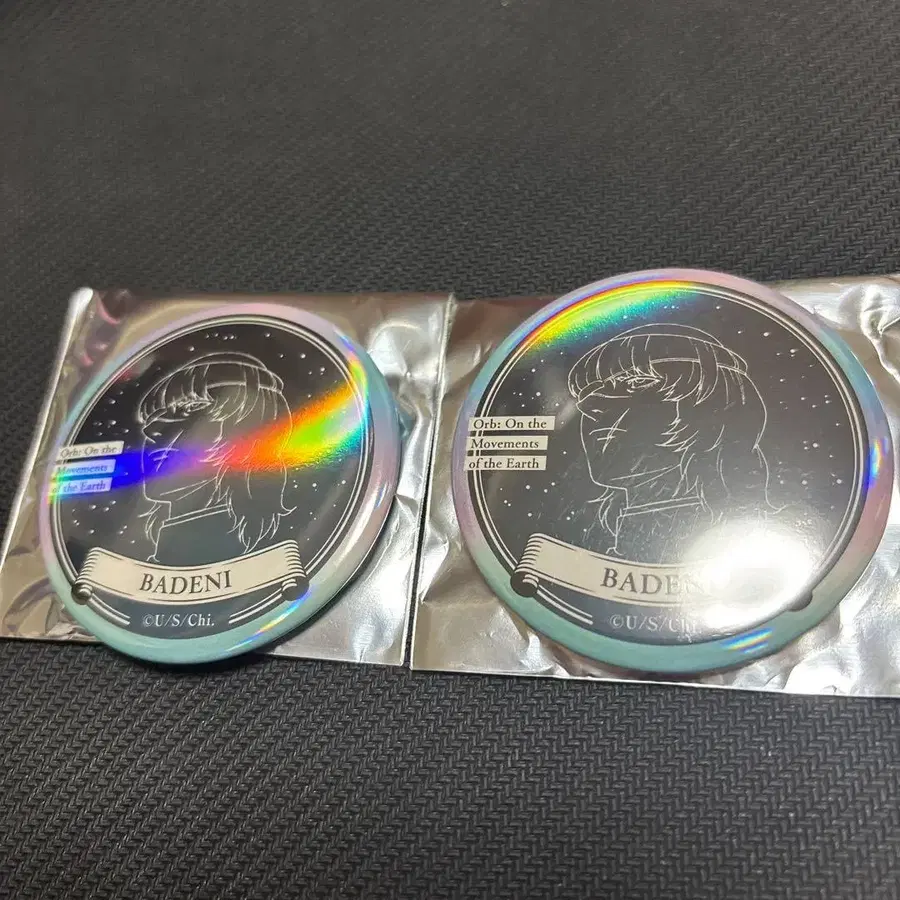 Orb: On the
Movements
of the Earth
BADENI
©U/S/Chi.
Orb: On the
Movements
of the Earth
BADENI
©U/S/Chi.